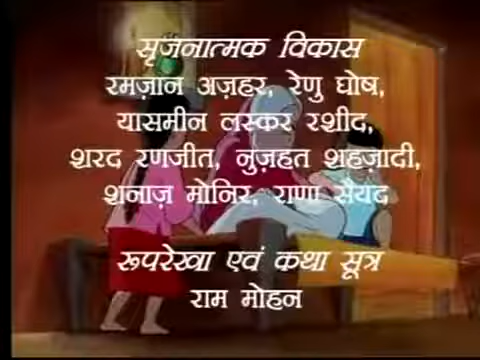 सृजनात्मक विकास
रमज़ान अज़हर, रेणु घोष,
यासमीन लस्कर रशीद,
शरद रणजीत, नुज़हत शहज़ादी,
शनाज़ मोनिर, राणा सैयद
रूपरेखा एवं कथा सूत्र
राम मोहन